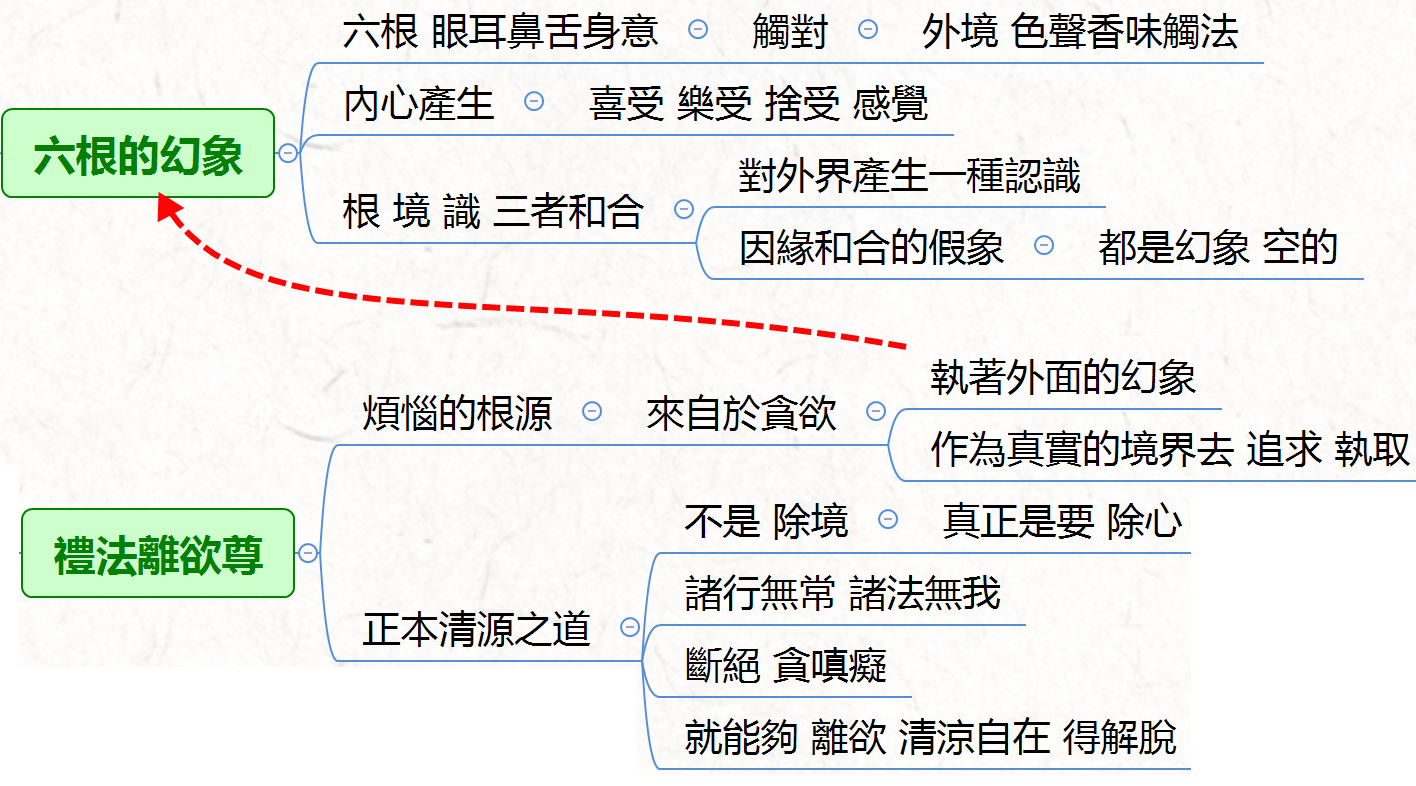 六根的幻象
六根 眼耳鼻舌身意
觸對
外境 色聲香味觸法
內心產生
喜受 樂受 捨受 感覺
根 境 識 三者和合
對外界產生一種認識
因緣和合的假象
都是幻象 空的
禮法離欲尊
煩惱的根源
來自於貪欲
執著外面的幻象
作為真實的境界去 追求 執取
正本清源之道
不是 除境
真正是要 除心
諸行無常 諸法無我
斷絕 貪嗔癡
就能夠 離欲 清涼自在 得解脫